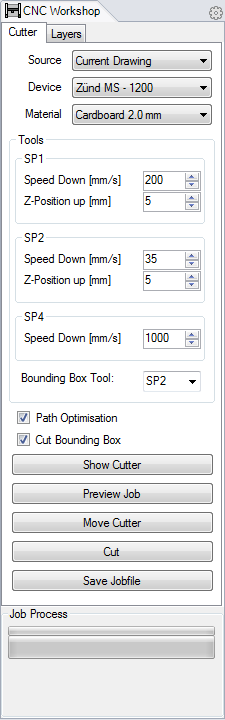 CNC Workshop
Cutter Layers
Source Current Drawing
Device Zünd MS - 1200
Material Cardboard 2.0 mm
Tools
SP1
Speed Down [mm/s] 200
Z-Position up [mm] 5
SP2
Speed Down [mm/s] 35
Z-Position up [mm] 5
SP4
Speed Down [mm/s] 1000
Bounding Box Tool: SP2
Path Optimisation
Cut Bounding Box
Show Cutter
Preview Job
Move Cutter
Cut
Save Jobfile
Job Process